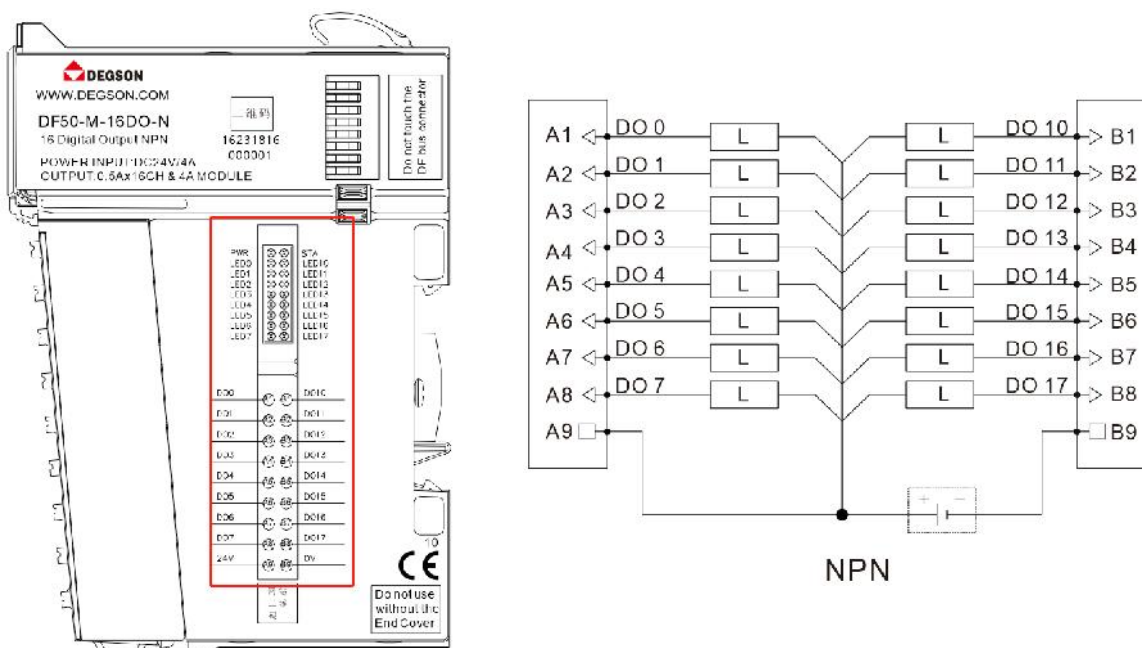 DEGSON
WWW.DEGSON.COM
DF50-M-16DO-N
16 Digital Output NPN
POWER INPUT:DC24V/4A
OUTPUT:0.5Ax16CH & 4A MODULE
二维码
16231816
000001
Do not touch the
DF bus connector
PWR STA
LED0 LED10
LED1 LED11
LED2 LED12
LED3 LED13
LED4 LED14
LED5 LED15
LED6 LED16
LED7 LED17
DO0 DO10
DO1 DO11
DO2 DO12
DO3 DO13
DO4 DO14
DO5 DO15
DO6 DO16
DO7 DO17
24V 0V
10
CE
Do not use
without the
End Cover
A1 DO 0 L L DO 10 B1
A2 DO 1 L L DO 11 B2
A3 DO 2 L L DO 12 B3
A4 DO 3 L L DO 13 B4
A5 DO 4 L L DO 14 B5
A6 DO 5 L L DO 15 B6
A7 DO 6 L L DO 16 B7
A8 DO 7 L L DO 17 B8
A9 B9
+ −
NPN